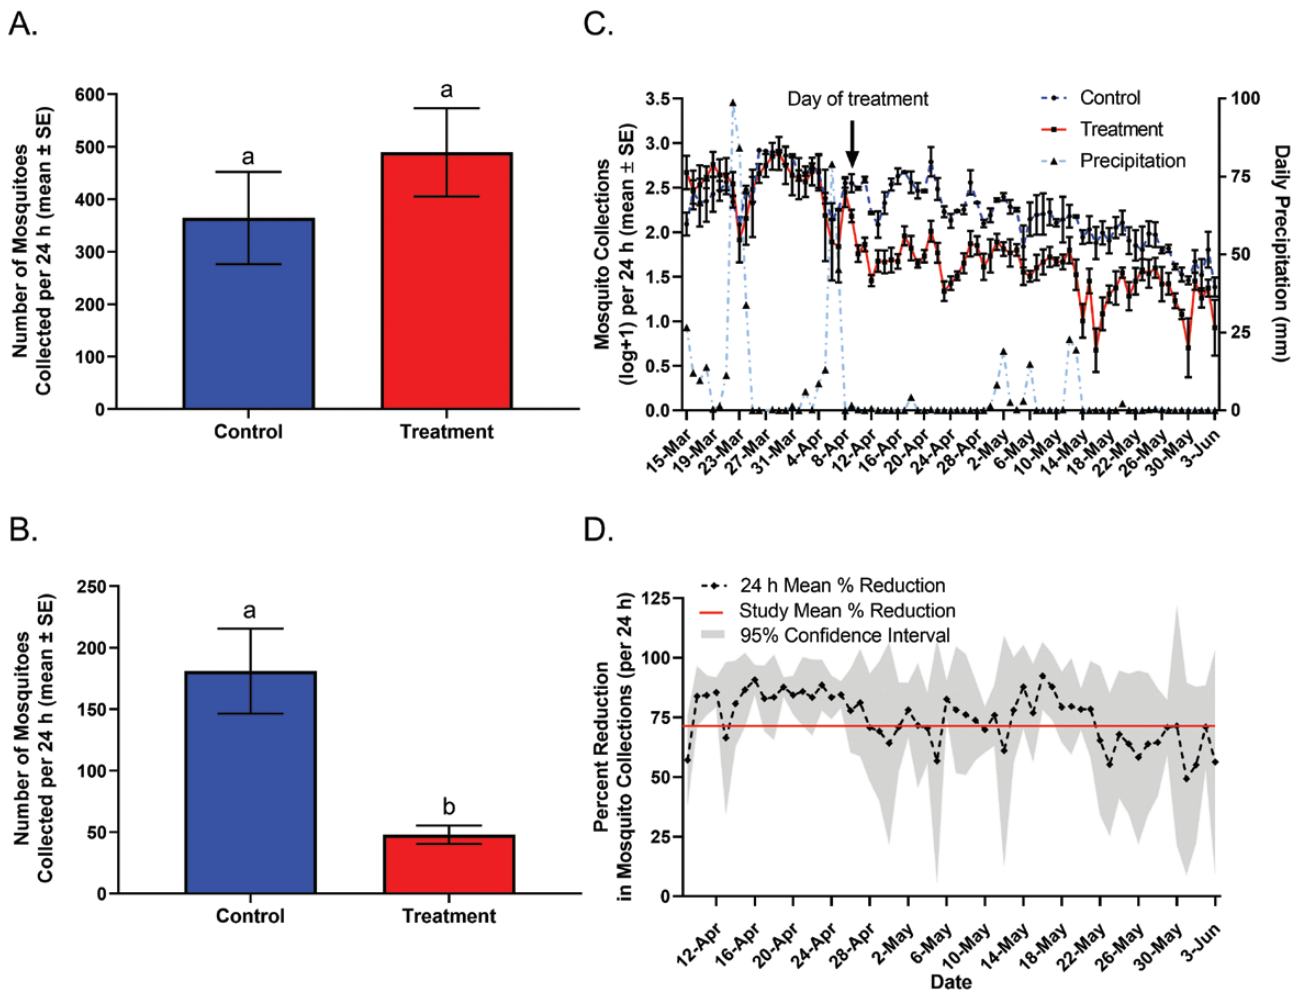 A.
Number of Mosquitoes
Collected per 24 h (mean ± SE)
600
500
400
300
200
100
0
a
a
Control
Treatment
B.
Number of Mosquitoes
Collected per 24 h (mean ± SE)
250
200
150
100
50
0
a
b
Control
Treatment
C.
Mosquito Collections
(log+1) per 24 h (mean ± SE)
3.5
3.0
2.5
2.0
1.5
1.0
0.5
0.0
Day of treatment
Control
Treatment
Precipitation
100
75
50
25
0
Daily Precipitation (mm)
15-Mar
19-Mar
23-Mar
27-Mar
31-Mar
4-Apr
8-Apr
12-Apr
16-Apr
20-Apr
24-Apr
28-Apr
2-May
6-May
10-May
14-May
18-May
22-May
26-May
30-May
3-Jun
D.
Percent Reduction
in Mosquito Collections (per 24 h)
125
100
75
50
25
0
24 h Mean % Reduction
Study Mean % Reduction
95% Confidence Interval
12-Apr
16-Apr
20-Apr
24-Apr
28-Apr
2-May
6-May
10-May
14-May
18-May
22-May
26-May
30-May
3-Jun
Date